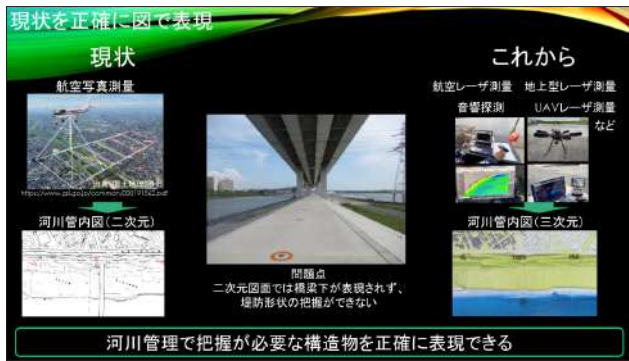 現状を正確に図で表現
現状
航空写真測量
河川管内図(二次元)
問題点
二次元図面では橋梁下が表現されず、
堤防形状の把握ができない
これから
航空レーザ測量 地上型レーザ測量
音響探測 UAVレーザ測量
など
河川管内図(三次元)
河川管理で把握が必要な構造物を正確に表現できる